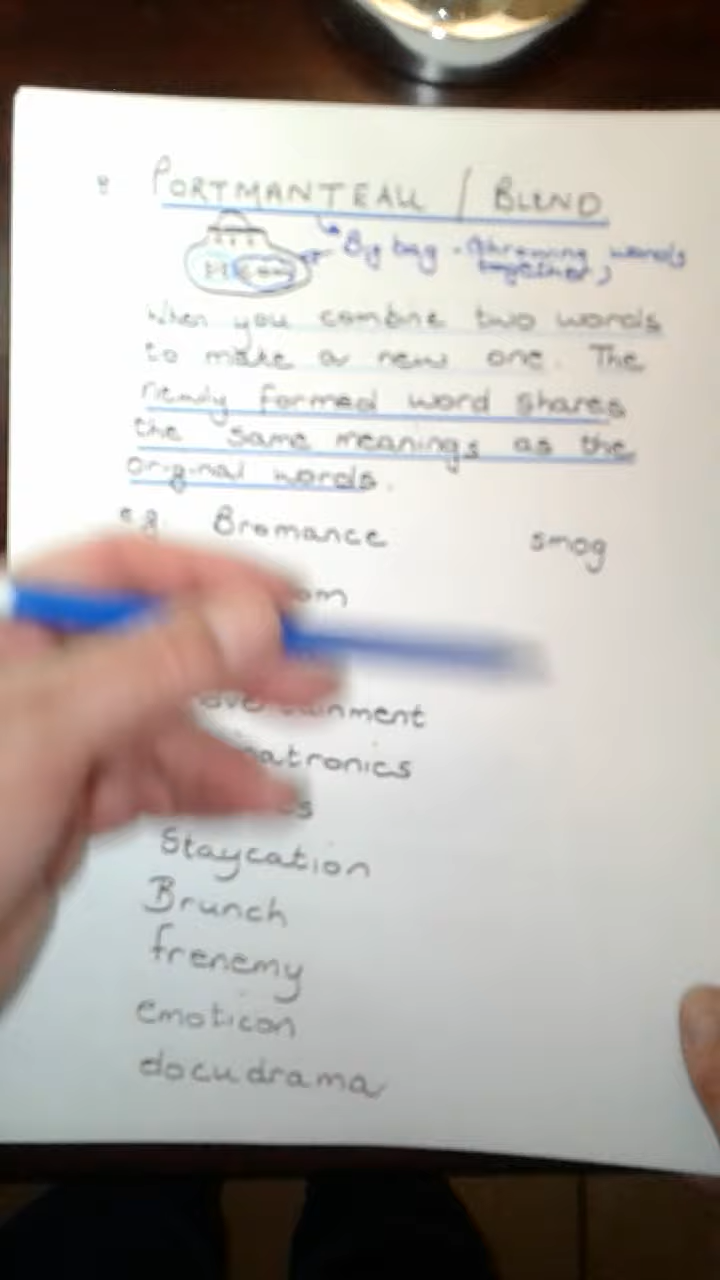 PORTMANTEAU / BLEND
Big bag - (throwing words
together)
When you combine two words
to make a new one. The
newly formed word shares
the same meanings as the
original words.
e.g. Bromance smog
Staycation
Brunch
frenemy
emoticon
docudrama